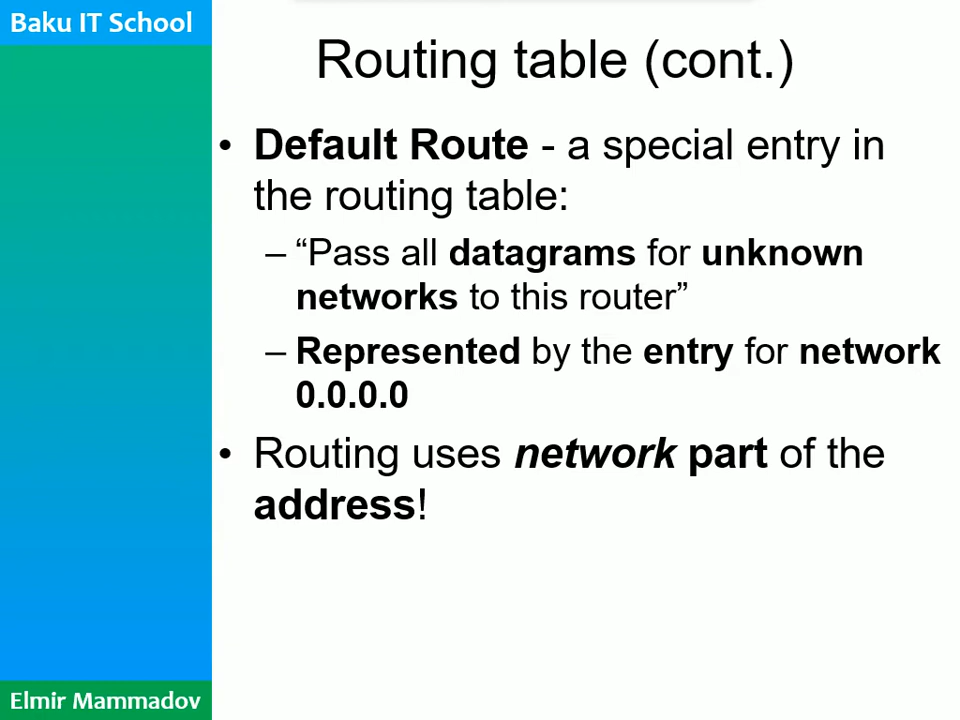 Baku IT School
Routing table (cont.)
• Default Route - a special entry in
the routing table:
– “Pass all datagrams for unknown
networks to this router”
– Represented by the entry for network
0.0.0.0
• Routing uses network part of the
address!
Elmir Mammadov